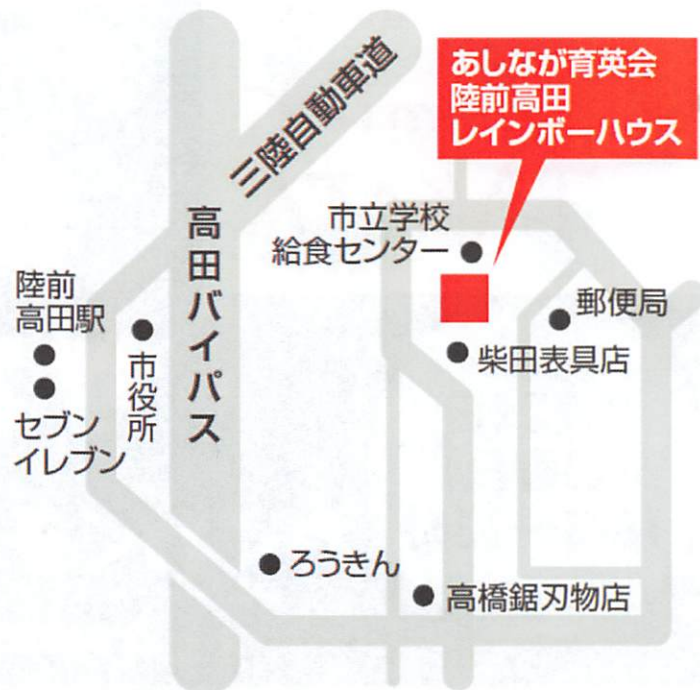 あしなが育英会
陸前高田
レインボーハウス
三陸自動車道
高田バイパス
市立学校
給食センター
陸前
高田駅
市役所
セブン
イレブン
郵便局
柴田表具店
ろうきん
高橋鋸刃物店